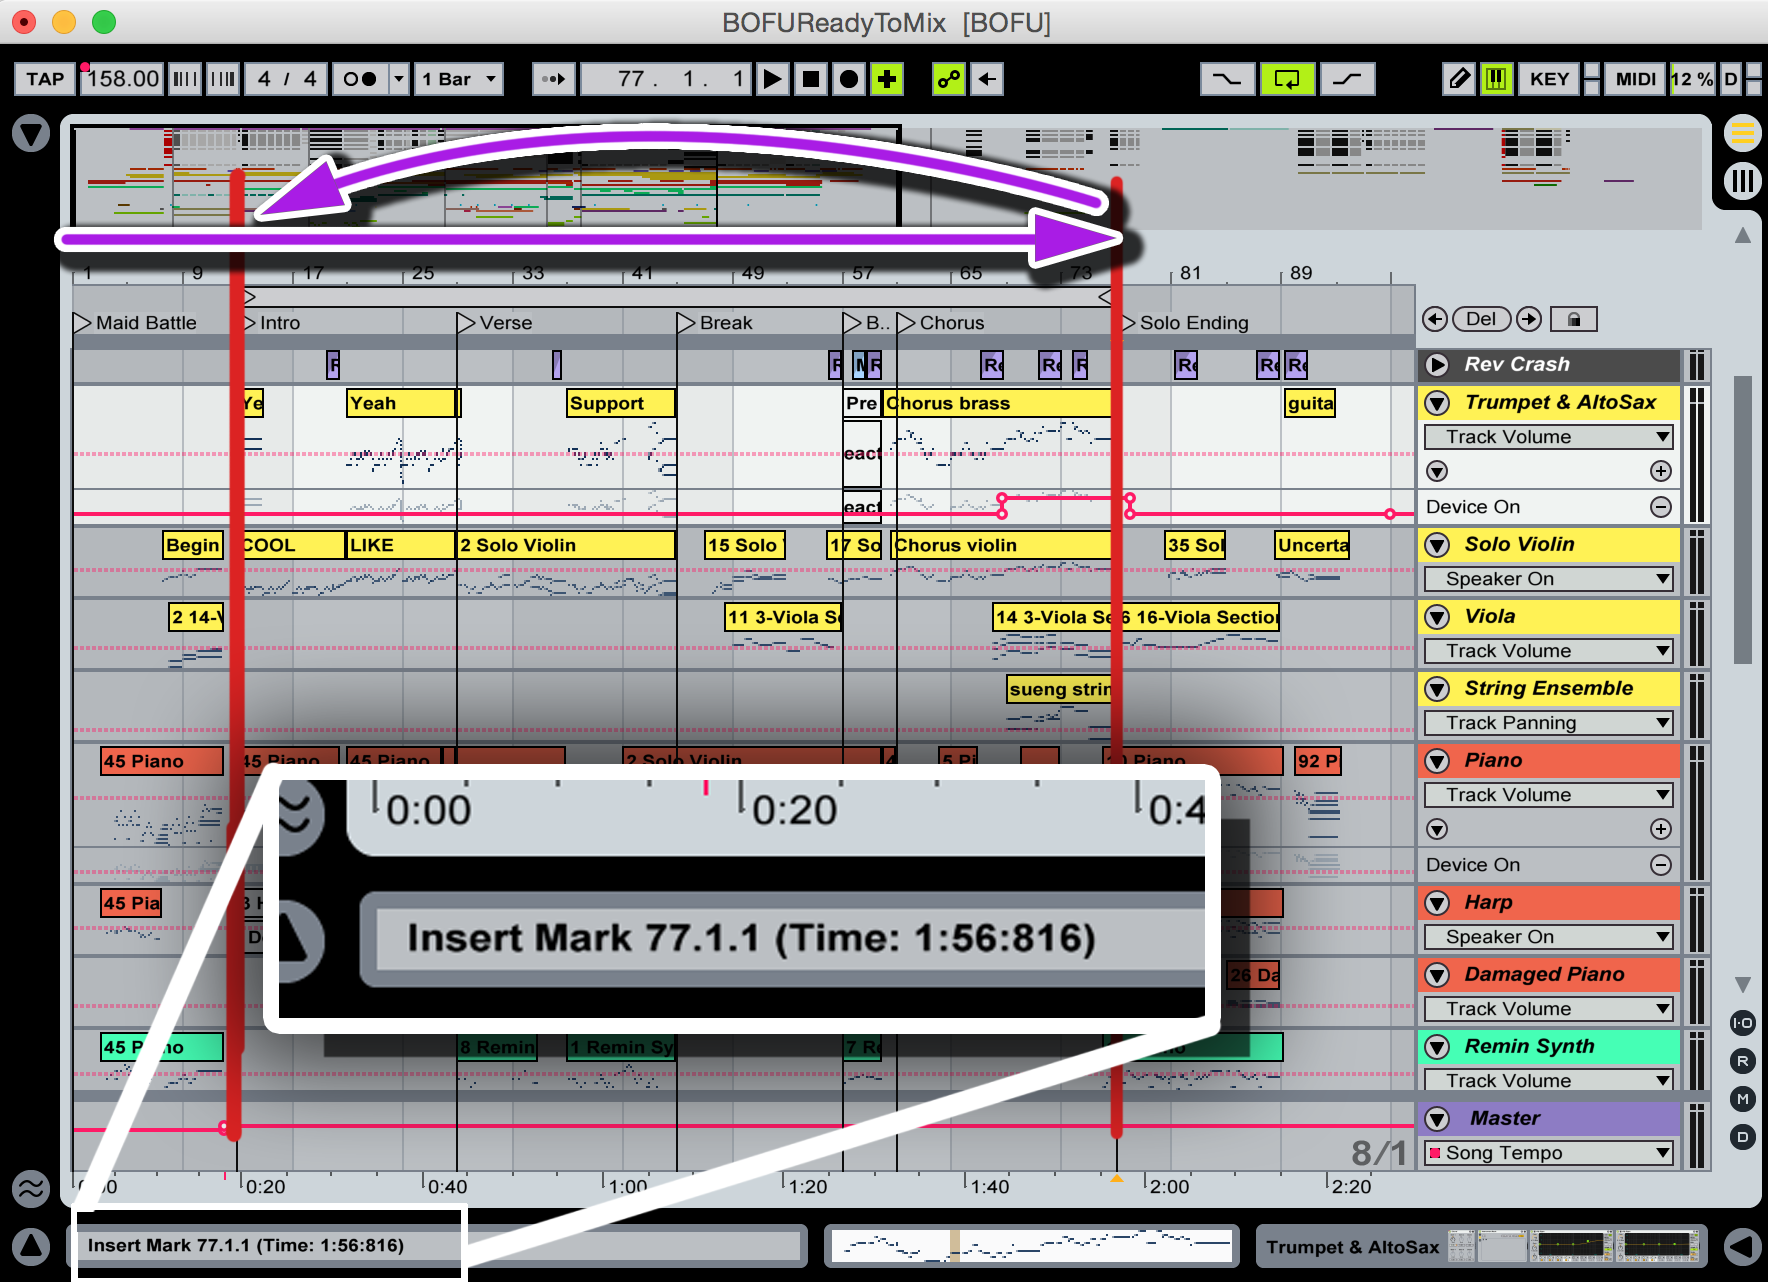 BOFUReadyToMix [BOFU]
TAP 158.00 4 / 4 1 Bar 77. 1. 1 KEY MIDI 12 % D
1 9 17 25 33 41 49 57 65 73 81 89
Maid Battle Intro Verse Break B.. Chorus Solo Ending Del
Rev Crash
Ye Yeah Support Pre Chorus brass guita Trumpet & AltoSax
Track Volume
eact
eact Device On
Begin COOL LIKE 2 Solo Violin 15 Solo 17 So Chorus violin 35 Sol Uncerta Solo Violin
Speaker On
2 14-V 11 3-Viola Se 14 3-Viola Se 6 16-Viola Section Viola
Track Volume
sueng strin String Ensemble
Track Panning
45 Piano 45 Piano 45 Piano 2 Solo Violin 5 Pi Piano 92 P Piano
Track Volume
0:00 0:20 0:4
Device On
45 Pia Harp
Insert Mark 77.1.1 (Time: 1:56:816) Speaker On
26 Da Damaged Piano
Track Volume
I-O
45 Piano 8 Remin 1 Remin Sy 7 Re Remin Synth
R
Track Volume
M
Master
D
8/1 Song Tempo
0:00 0:20 0:40 1:00 1:20 1:40 2:00 2:20
Insert Mark 77.1.1 (Time: 1:56:816) Trumpet & AltoSax